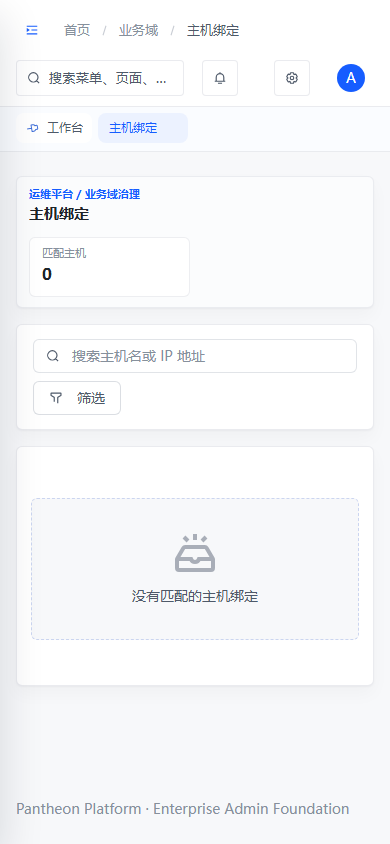 首页 / 业务域 / 主机绑定
搜索菜单、页面、...
A
工作台
主机绑定
运维平台 / 业务域治理
主机绑定
匹配主机
0
搜索主机名或 IP 地址
筛选
没有匹配的主机绑定
Pantheon Platform · Enterprise Admin Foundation